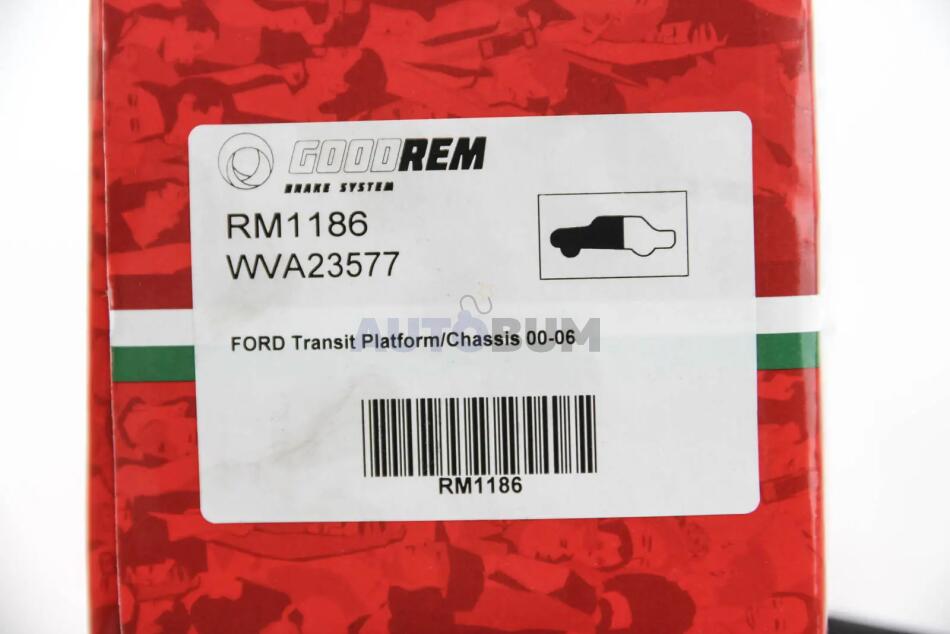 GOODREM
BRAKE SYSTEM
RM1186
WVA23577
AUTOBUM
FORD Transit Platform/Chassis 00-06
RM1186